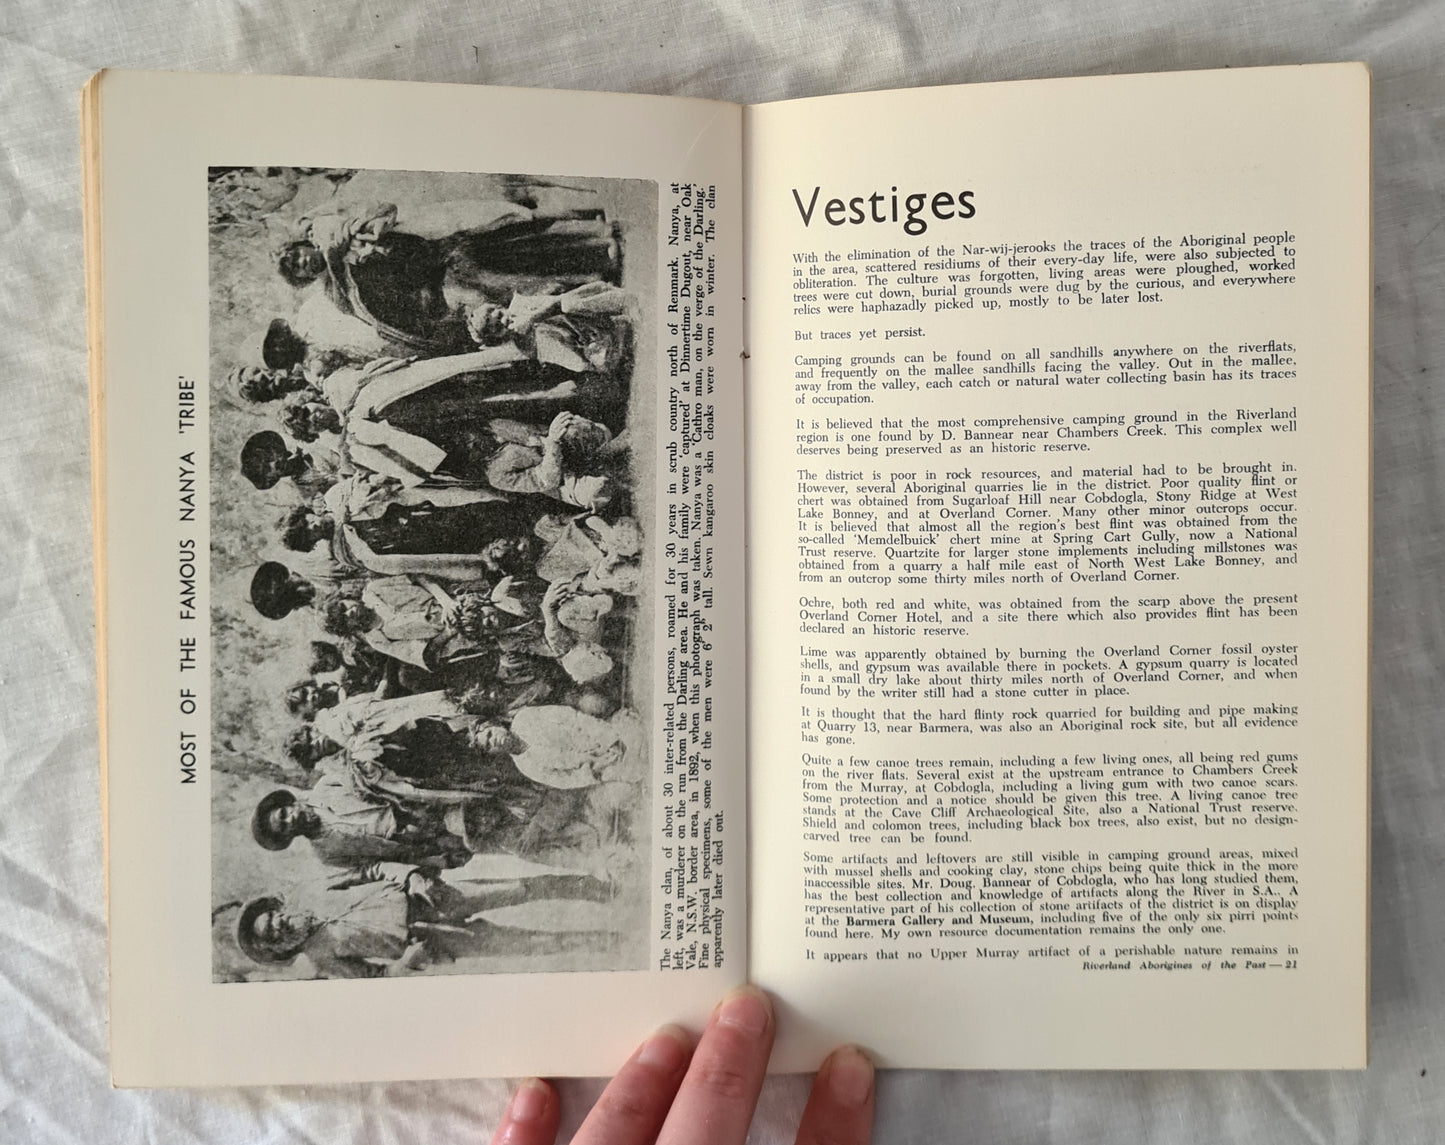 MOST OF THE FAMOUS NANYA 'TRIBE'
The Nanya clan, of about 30 inter-related persons, roamed for 30 years in scrub country north of Renmark. Nanya, at
left, was a murderer on the run from the Darling area. He and his family were 'captured' at Dinnertime Dugout, near Oak
Vale, N.S.W. border area, in 1892, when this photograph was taken. Nanya was a 'Cathro man, on the verge of the Darling.'
Fine physical specimens, some of the men were 6' 2" tall. Sewn kangaroo skin cloaks were worn in winter. The clan
apparently later died out.
Vestiges
With the elimination of the Nar-wij-jerooks the traces of the Aboriginal people
in the area, scattered residiums of their every-day life, were also subjected to
obliteration. The culture was forgotten, living areas were ploughed, worked
trees were cut down, burial grounds were dug by the curious, and everywhere
relics were haphazadly picked up, mostly to be later lost.
But traces yet persist.
Camping grounds can be found on all sandhills anywhere on the riverflats,
and frequently on the mallee sandhills facing the valley. Out in the mallee,
away from the valley, each catch or natural water collecting basin has its traces
of occupation.
It is believed that the most comprehensive camping ground in the Riverland
region is one found by D. Bannear near Chambers Creek. This complex well
deserves being preserved as an historic reserve.
The district is poor in rock resources, and material had to be brought in.
However, several Aboriginal quarries lie in the district. Poor quality flint or
chert was obtained from Sugarloaf Hill near Cobdogla, Stony Ridge at West
Lake Bonney, and at Overland Corner. Many other minor outcrops occur.
It is believed that almost all the region's best flint was obtained from the
so-called 'Memdelbuick' chert mine at Spring Cart Gully, now a National
Trust reserve. Quartzite for larger stone implements including millstones was
obtained from a quarry a half mile east of North West Lake Bonney, and
from an outcrop some thirty miles north of Overland Corner.
Ochre, both red and white, was obtained from the scarp above the present
Overland Corner Hotel, and a site there which also provides flint has been
declared an historic reserve.
Lime was apparently obtained by burning the Overland Corner fossil oyster
shells, and gypsum was available there in pockets. A gypsum quarry is located
in a small dry lake about thirty miles north of Overland Corner, and when
found by the writer still had a stone cutter in place.
It is thought that the hard flinty rock quarried for building and pipe making
at Quarry 13, near Barmera, was also an Aboriginal rock site, but all evidence
has gone.
Quite a few canoe trees remain, including a few living ones, all being red gums
on the river flats. Several exist at the upstream entrance to Chambers Creek
from the Murray, at Cobdogla, including a living gum with two canoe scars.
Some protection and a notice should be given this tree. A living canoe tree
stands at the Cave Cliff Archaeological Site, also a National Trust reserve.
Shield and colomon trees, including black box trees, also exist, but no design-
carved tree can be found.
Some artifacts and leftovers are still visible in camping ground areas, mixed
with mussel shells and cooking clay, stone chips being quite thick in the more
inaccessible sites. Mr. Doug. Bannear of Cobdogla, who has long studied them,
has the best collection and knowledge of artifacts along the River in S.A.. A
representative part of his collection of stone artifacts of the district is on display
at the Barmera Gallery and Museum, including five of the only six pirri points
found here. My own resource documentation remains the only one.
It appears that no Upper Murray artifact of a perishable nature remains in
Riverland Aborigines of the Past — 21